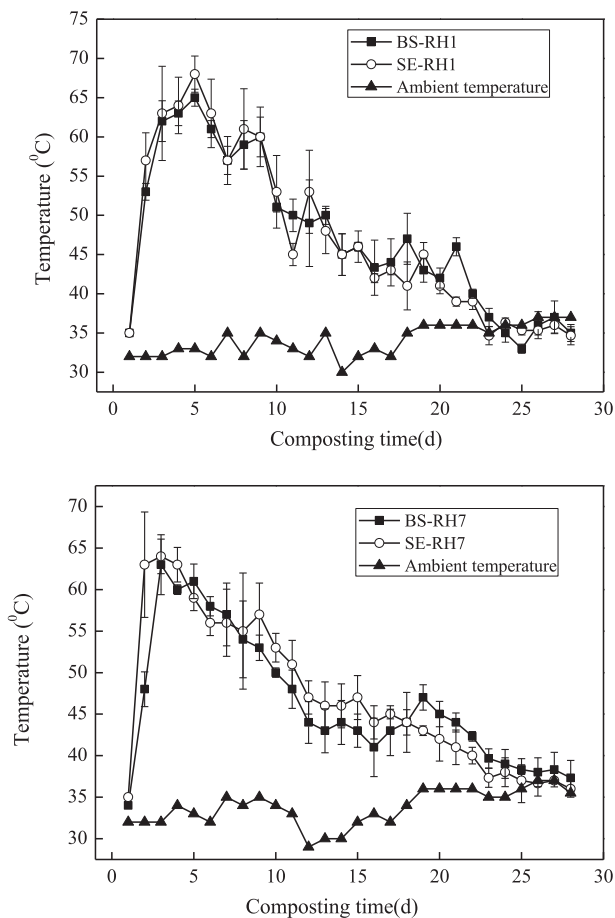 75
70
65
60
55
50
45
40
35
30
Temperature (⁰C)
BS-RH1
SE-RH1
Ambient temperature
0 5 10 15 20 25 30
Composting time(d)
70
65
60
55
50
45
40
35
30
Temperature (⁰C)
BS-RH7
SE-RH7
Ambient temperature
0 5 10 15 20 25 30
Composting time(d)